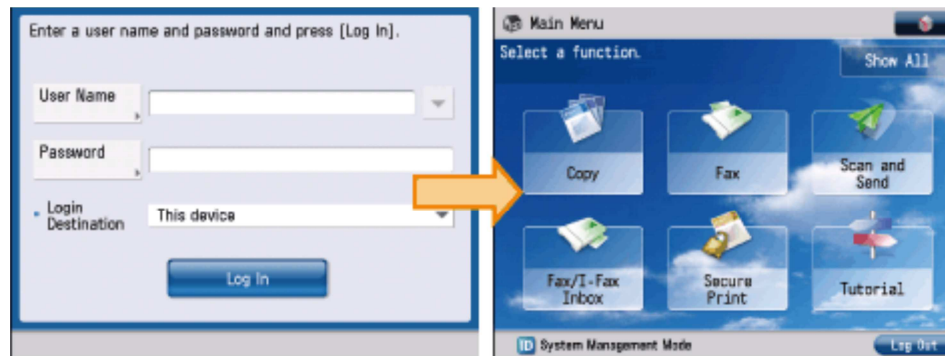 Enter a user name and password and press [Log In].
User Name
Password
Login
Destination
This device
Log In
Main Menu
Select a function.
Show All
Copy
Fax
Scan and
Send
Fax/I-Fax
Inbox
Secure
Print
Tutorial
ID System Management Mode
Log Out